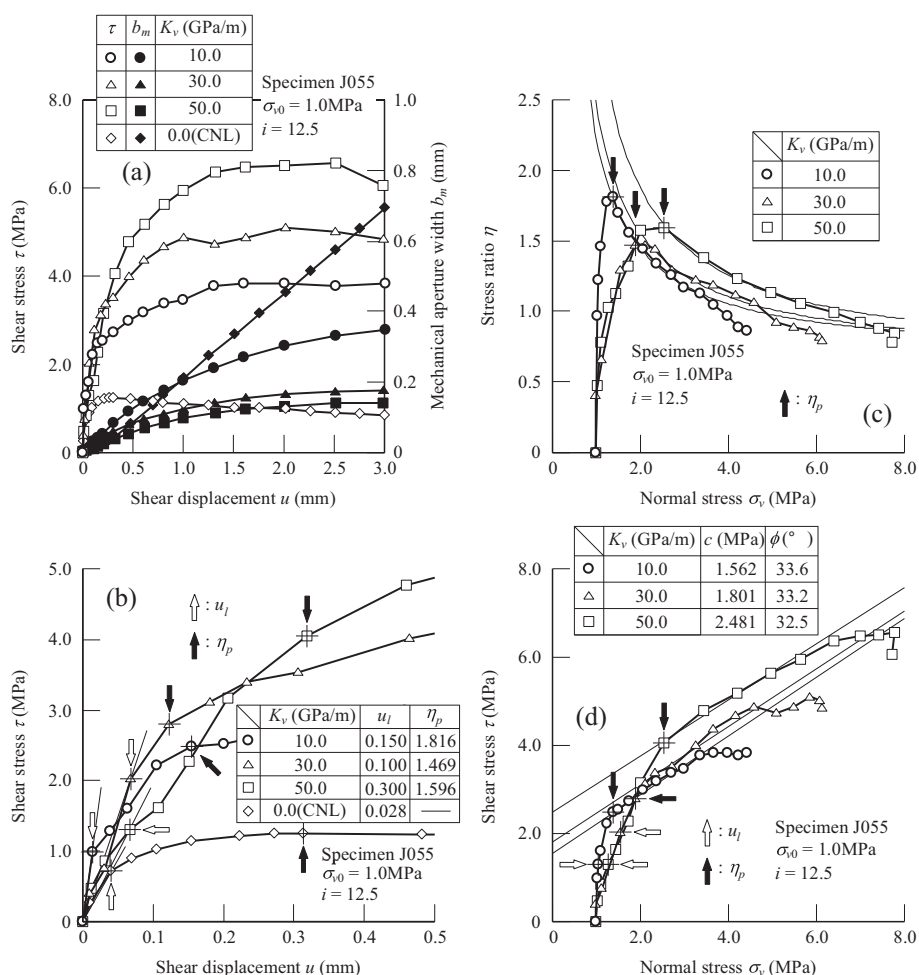 τ b_m K_v (GPa/m)
10.0
30.0
50.0
0.0(CNL)
Specimen J055
σ_v0 = 1.0MPa
i = 12.5
(a)
8.0
6.0
4.0
2.0
0
1.0
0.8
0.6
0.4
0.2
0
0 0.5 1.0 1.5 2.0 2.5 3.0
Shear stress τ (MPa)
Mechanical aperture width b_m (mm)
Shear displacement u (mm)
2.5
2.0
1.5
1.0
0.5
0
Stress ratio η
K_v (GPa/m)
10.0
30.0
50.0
Specimen J055
σ_v0 = 1.0MPa
i = 12.5
: η_p
(c)
0 2.0 4.0 6.0 8.0
Normal stress σ_v (MPa)
(b)
: u_l
: η_p
5.0
4.0
3.0
2.0
1.0
0
Shear stress τ (MPa)
K_v (GPa/m) u_l η_p
10.0 0.150 1.816
30.0 0.100 1.469
50.0 0.300 1.596
0.0(CNL) 0.028 —
Specimen J055
σ_v0 = 1.0MPa
i = 12.5
0 0.1 0.2 0.3 0.4 0.5
Shear displacement u (mm)
K_v (GPa/m) c (MPa) ϕ (°
10.0 1.562 33.6
30.0 1.801 33.2
50.0 2.481 32.5
(d)
8.0
6.0
4.0
2.0
0
Shear stress τ (MPa)
: u_l
: η_p
Specimen J055
σ_v0 = 1.0MPa
i = 12.5
0 2.0 4.0 6.0 8.0
Normal stress σ_v (MPa)